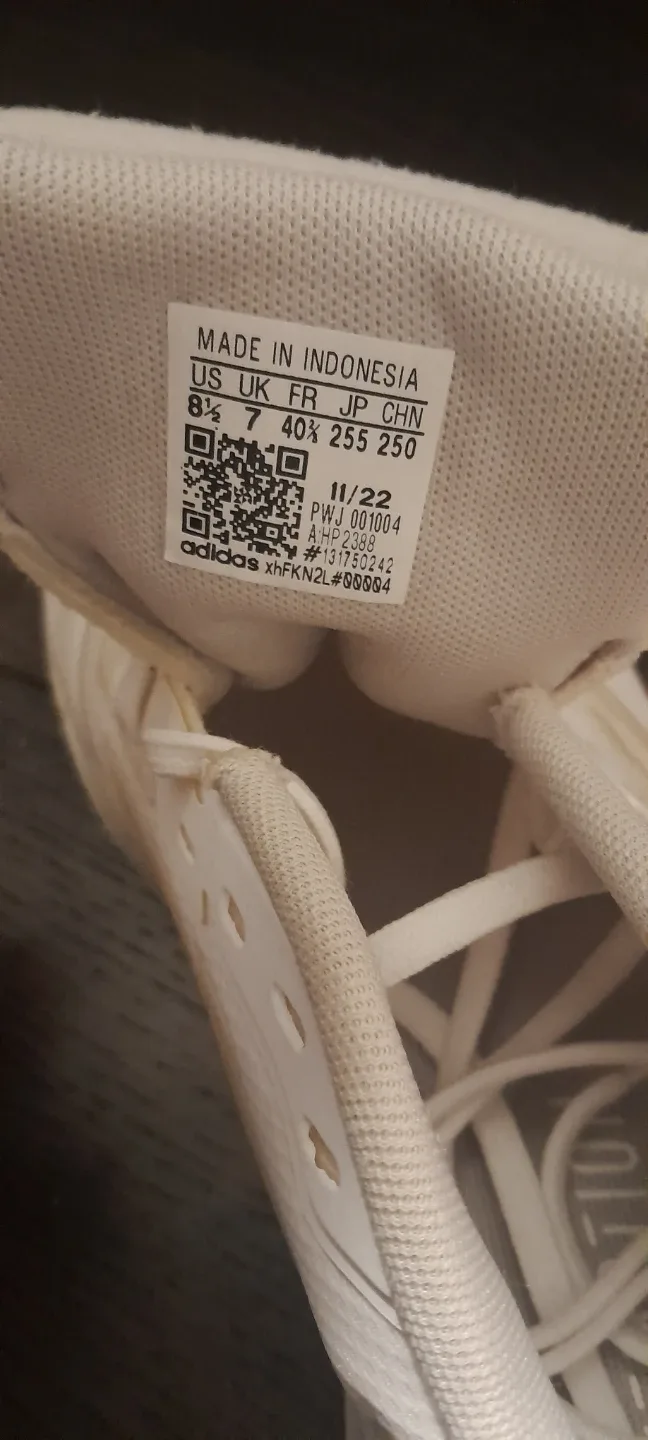 MADE IN INDONESIA
US UK FR JP CHN
8½ 7 40⅔ 255 250
11/22
PWJ 001004
A:HP2388
#131750242
adidas xhFKN2L#00004